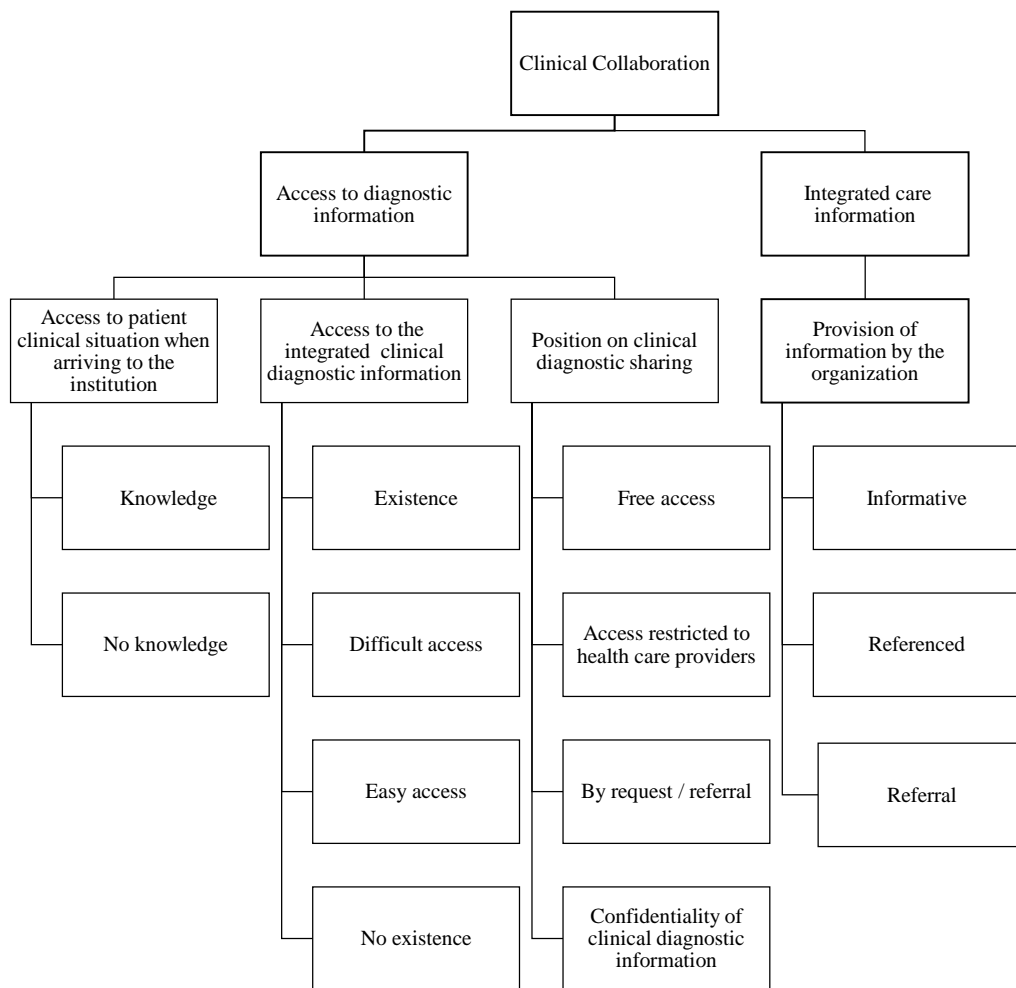 Clinical Collaboration
Access to diagnostic
information
Integrated care
information
Access to patient
clinical situation when
arriving to the
institution
Access to the
integrated  clinical
diagnostic information
Position on clinical
diagnostic sharing
Provision of
information by the
organization
Knowledge
Existence
Free access
Informative
No knowledge
Difficult access
Access restricted to
health care providers
Referenced
Easy access
By request / referral
Referral
No existence
Confidentiality of
clinical diagnostic
information